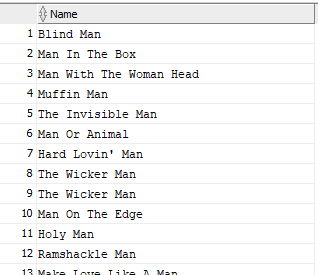 Name
1 Blind Man
2 Man In The Box
3 Man With The Woman Head
4 Muffin Man
5 The Invisible Man
6 Man Or Animal
7 Hard Lovin' Man
8 The Wicker Man
9 The Wicker Man
10 Man On The Edge
11 Holy Man
12 Ramshackle Man
13 Make Love Like A Man